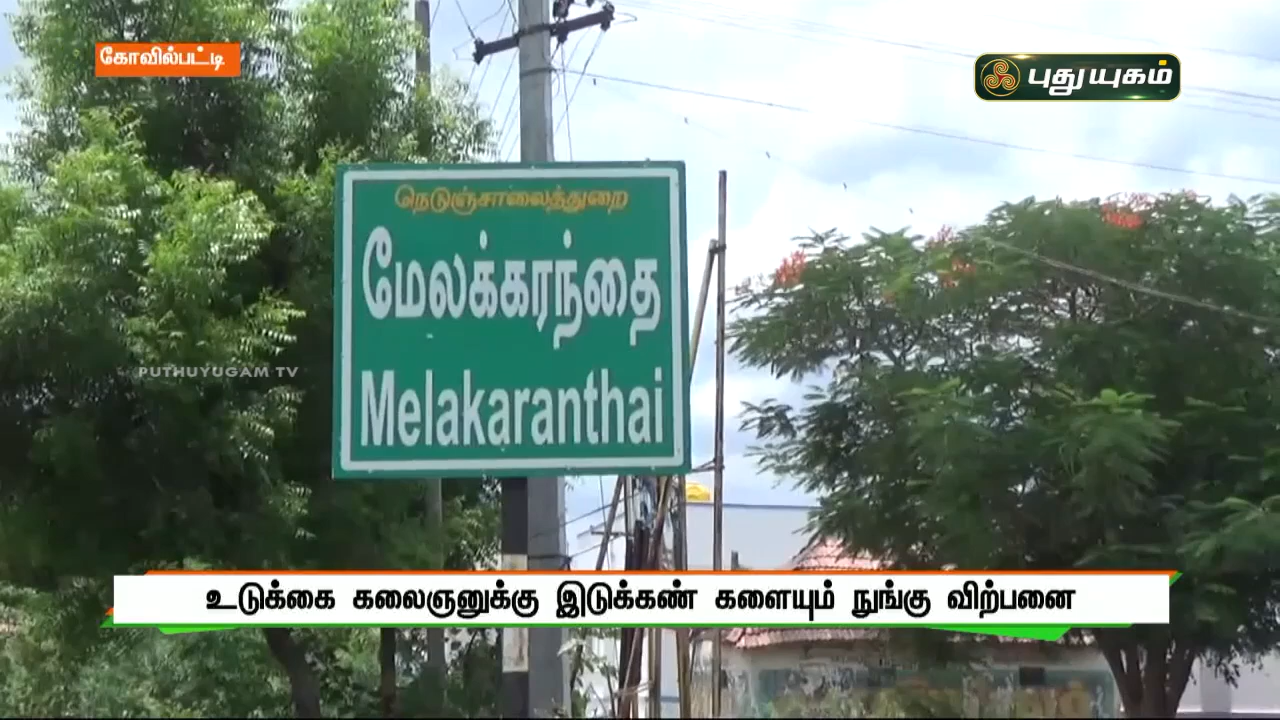 கோவில்பட்டி
புதுயுகம்
நெடுஞ்சாலைத்துறை
மேலக்கரந்தை
Melakaranthai
PUTHUYUGAM TV
உடுக்கை கலைஞனுக்கு இடுக்கண் களையும் நுங்கு விற்பனை